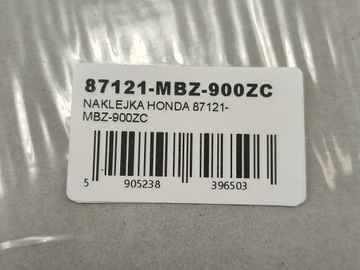 87121-MBZ-900ZC
NAKLEJKA HONDA 87121-
MBZ-900ZC
5 905238 396503